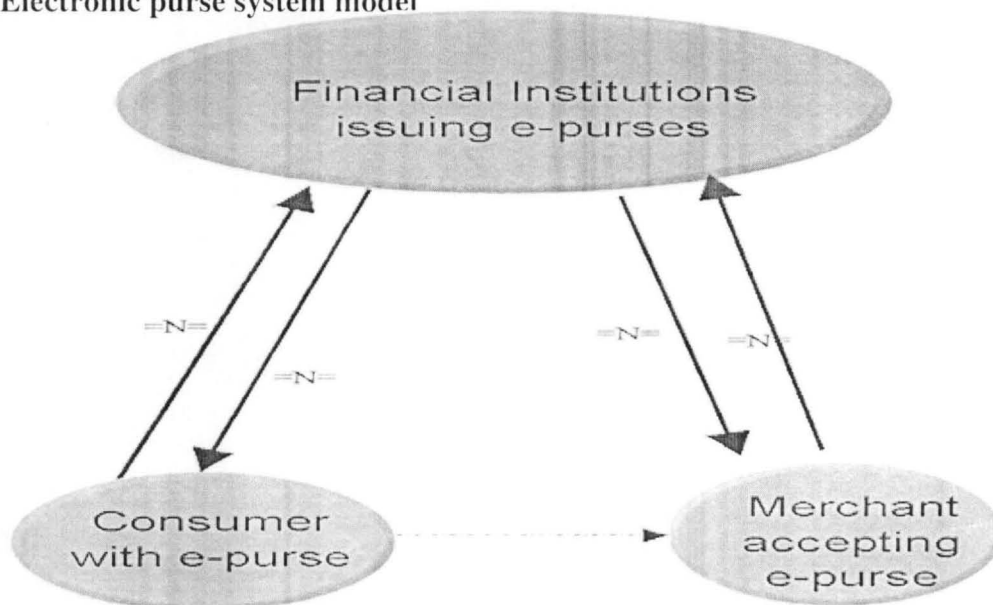 Electronic purse system model
Financial Institutions
issuing e-purses
=N=
=N=
=N=
=N=
Consumer
with e-purse
Merchant
accepting
e-purse